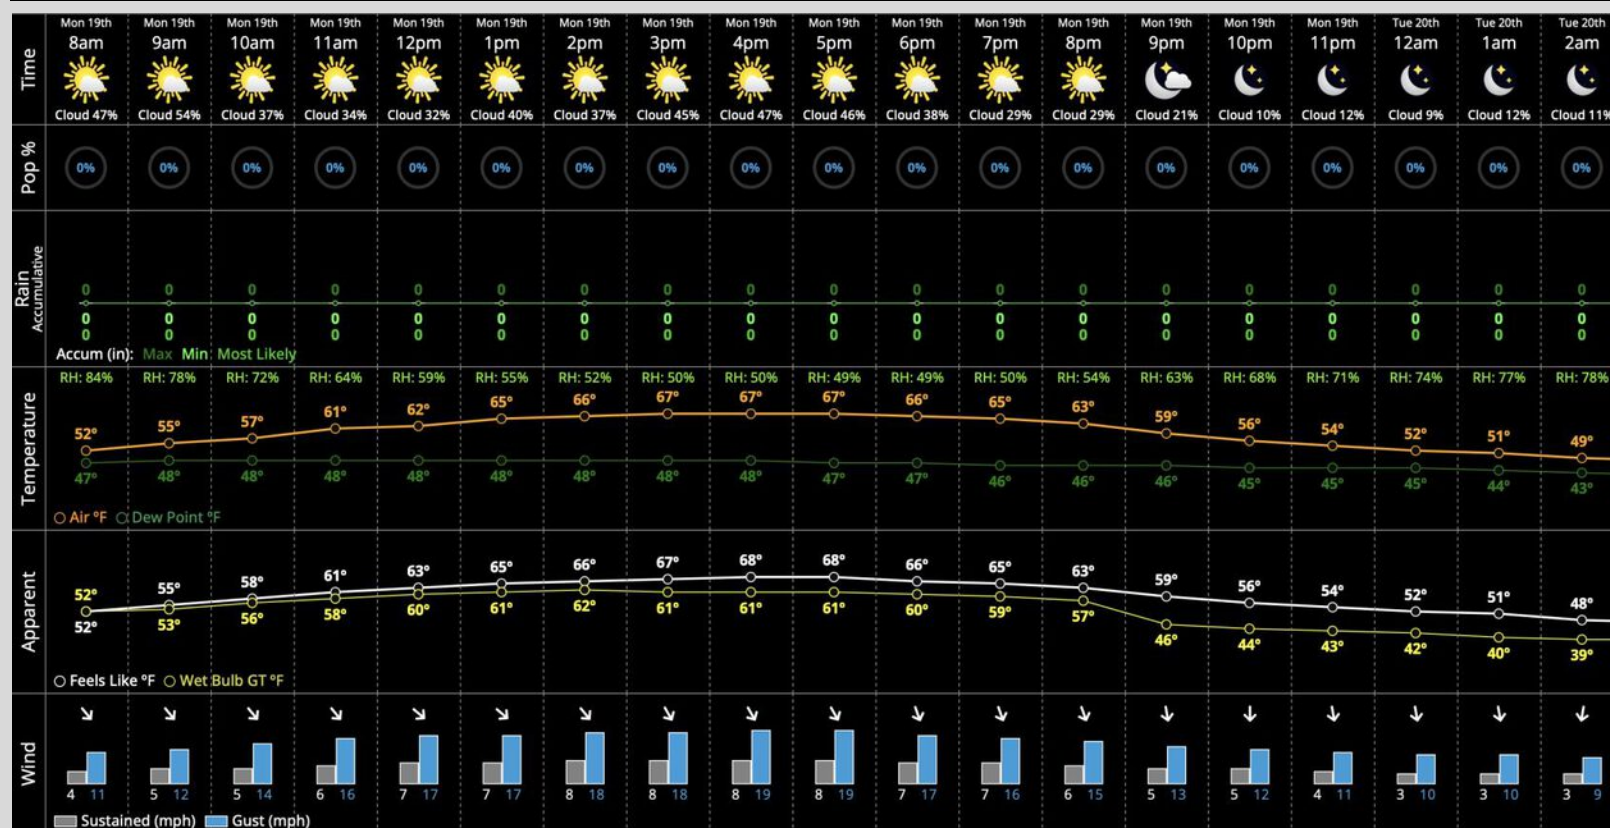 Time
Mon 19th Mon 19th Mon 19th Mon 19th Mon 19th Mon 19th Mon 19th Mon 19th Mon 19th Mon 19th Mon 19th Mon 19th Mon 19th Mon 19th Mon 19th Mon 19th Tue 20th Tue 20th Tue 20th
8am 9am 10am 11am 12pm 1pm 2pm 3pm 4pm 5pm 6pm 7pm 8pm 9pm 10pm 11pm 12am 1am 2am
Cloud 47% Cloud 54% Cloud 37% Cloud 34% Cloud 32% Cloud 40% Cloud 37% Cloud 45% Cloud 47% Cloud 46% Cloud 38% Cloud 29% Cloud 29% Cloud 21% Cloud 10% Cloud 12% Cloud 9% Cloud 12% Cloud 11%
Pop %
0% 0% 0% 0% 0% 0% 0% 0% 0% 0% 0% 0% 0% 0% 0% 0% 0% 0% 0%
Rain
Accumulative
0 0 0 0 0 0 0 0 0 0 0 0 0 0 0 0 0 0 0
0 0 0 0 0 0 0 0 0 0 0 0 0 0 0 0 0 0 0
0 0 0 0 0 0 0 0 0 0 0 0 0 0 0 0 0 0 0
Accum (in): Max Min Most Likely
Temperature
RH: 84% RH: 78% RH: 72% RH: 64% RH: 59% RH: 55% RH: 52% RH: 50% RH: 50% RH: 49% RH: 49% RH: 50% RH: 54% RH: 63% RH: 68% RH: 71% RH: 74% RH: 77% RH: 78%
52° 55° 57° 61° 62° 65° 66° 67° 67° 67° 66° 65° 63° 59° 56° 54° 52° 51° 49°
47° 48° 48° 48° 48° 48° 48° 48° 48° 47° 47° 46° 46° 46° 45° 45° 45° 44° 43°
Air °F Dew Point °F
Apparent
52° 55° 58° 61° 63° 65° 66° 67° 68° 68° 66° 65° 63° 59° 56° 54° 52° 51° 48°
52° 53° 56° 58° 60° 61° 62° 61° 61° 61° 60° 59° 57° 46° 44° 43° 42° 40° 39°
Feels Like °F Wet Bulb GT °F
Wind
4 11 5 12 5 14 6 16 7 17 7 17 8 18 8 18 8 19 8 19 7 17 7 16 6 15 5 13 5 12 4 11 3 10 3 10 3 9
Sustained (mph) Gust (mph)